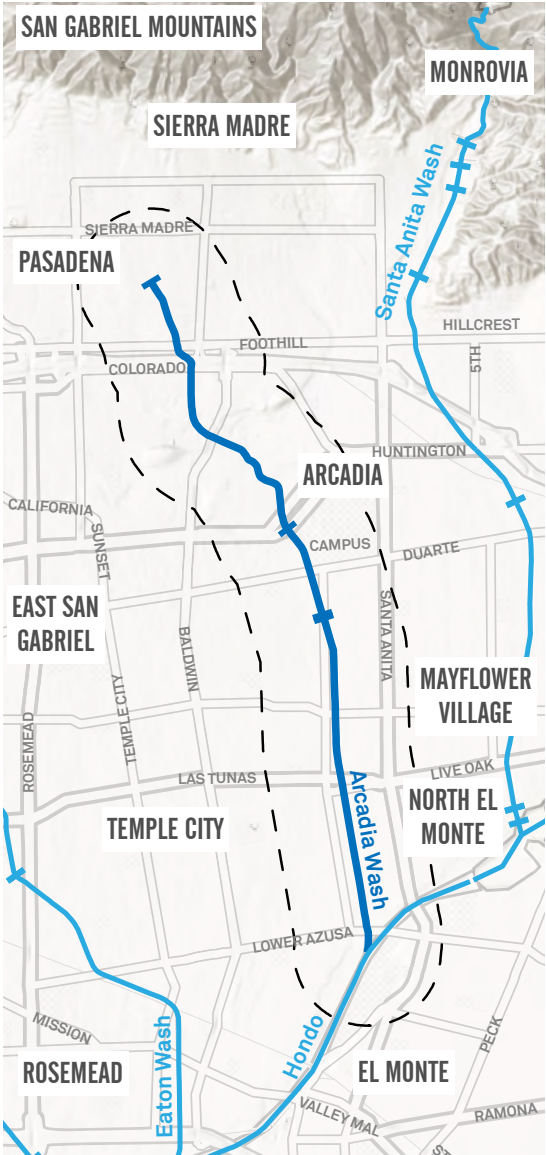 SAN GABRIEL MOUNTAINS
MONROVIA
SIERRA MADRE
Santa Anita Wash
SIERRA MADRE
PASADENA
HILLCREST
FOOTHILL
5TH
COLORADO
HUNTINGTON
ARCADIA
CALIFORNIA
SUNSET
CAMPUS
DUARTE
EAST SAN
GABRIEL
SANTA ANITA
BALDWIN
MAYFLOWER
VILLAGE
TEMPLE CITY
ROSEMEAD
LIVE OAK
LAS TUNAS
Arcadia Wash
NORTH EL
MONTE
TEMPLE CITY
LOWER AZUSA
MISSION
Eaton Wash
Hondo
PECK
ROSEMEAD
EL MONTE
VALLEY MAL
RAMONA
ST